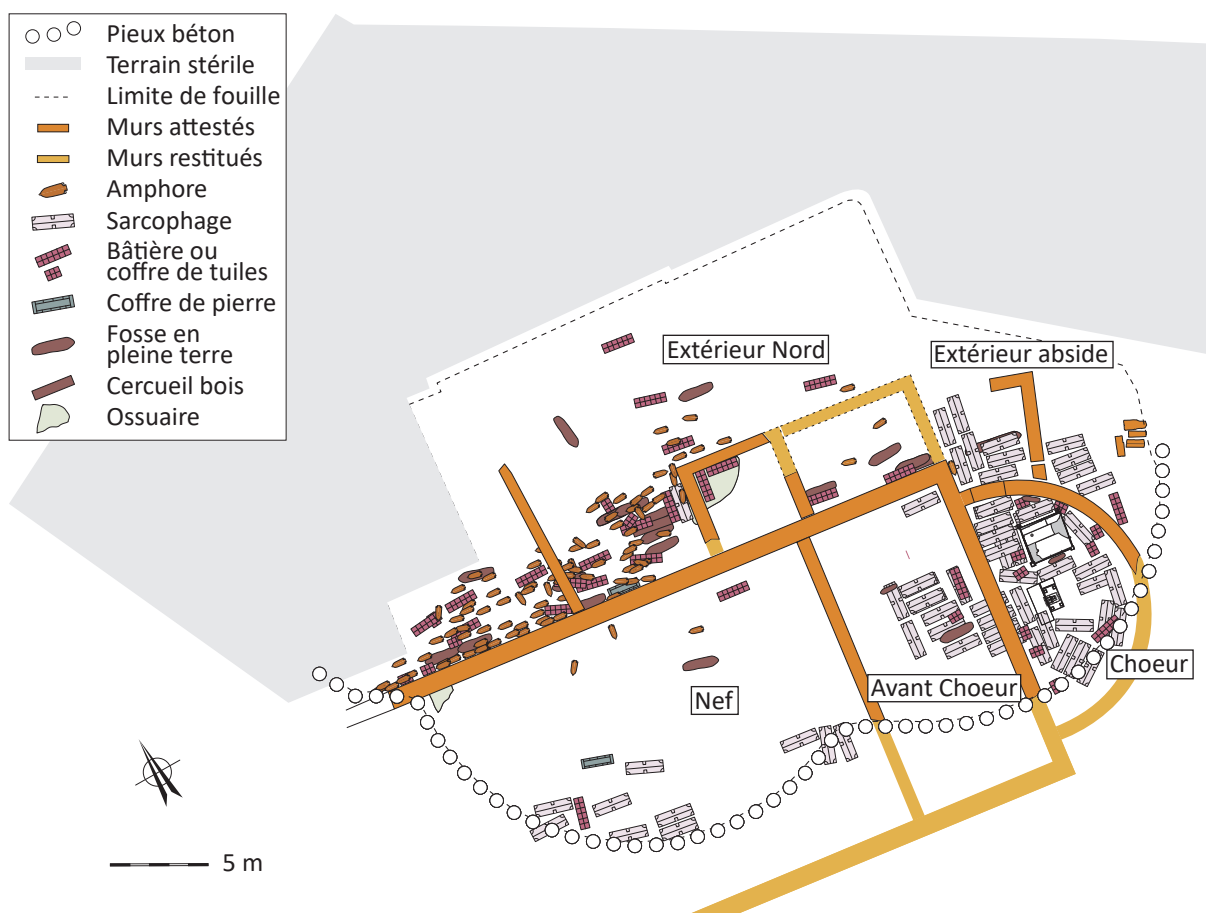 Pieux béton
Terrain stérile
Limite de fouille
Murs attestés
Murs restitués
Amphore
Sarcophage
Bâtière ou
coffre de tuiles
Coffre de pierre
Fosse en
pleine terre
Cercueil bois
Ossuaire
Extérieur Nord
Extérieur abside
Choeur
Avant Choeur
Nef
5 m